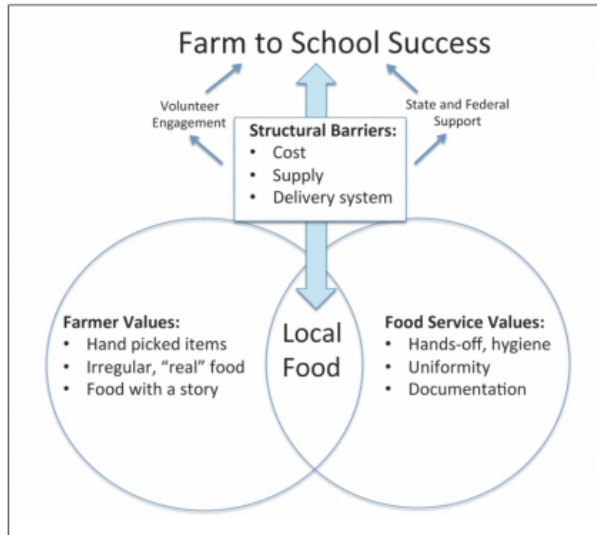 Farm to School Success
Volunteer
Engagement
State and Federal
Support
Structural Barriers:
• Cost
• Supply
• Delivery system
Farmer Values:
• Hand picked items
• Irregular, “real” food
• Food with a story
Local
Food
Food Service Values:
• Hands-off, hygiene
• Uniformity
• Documentation